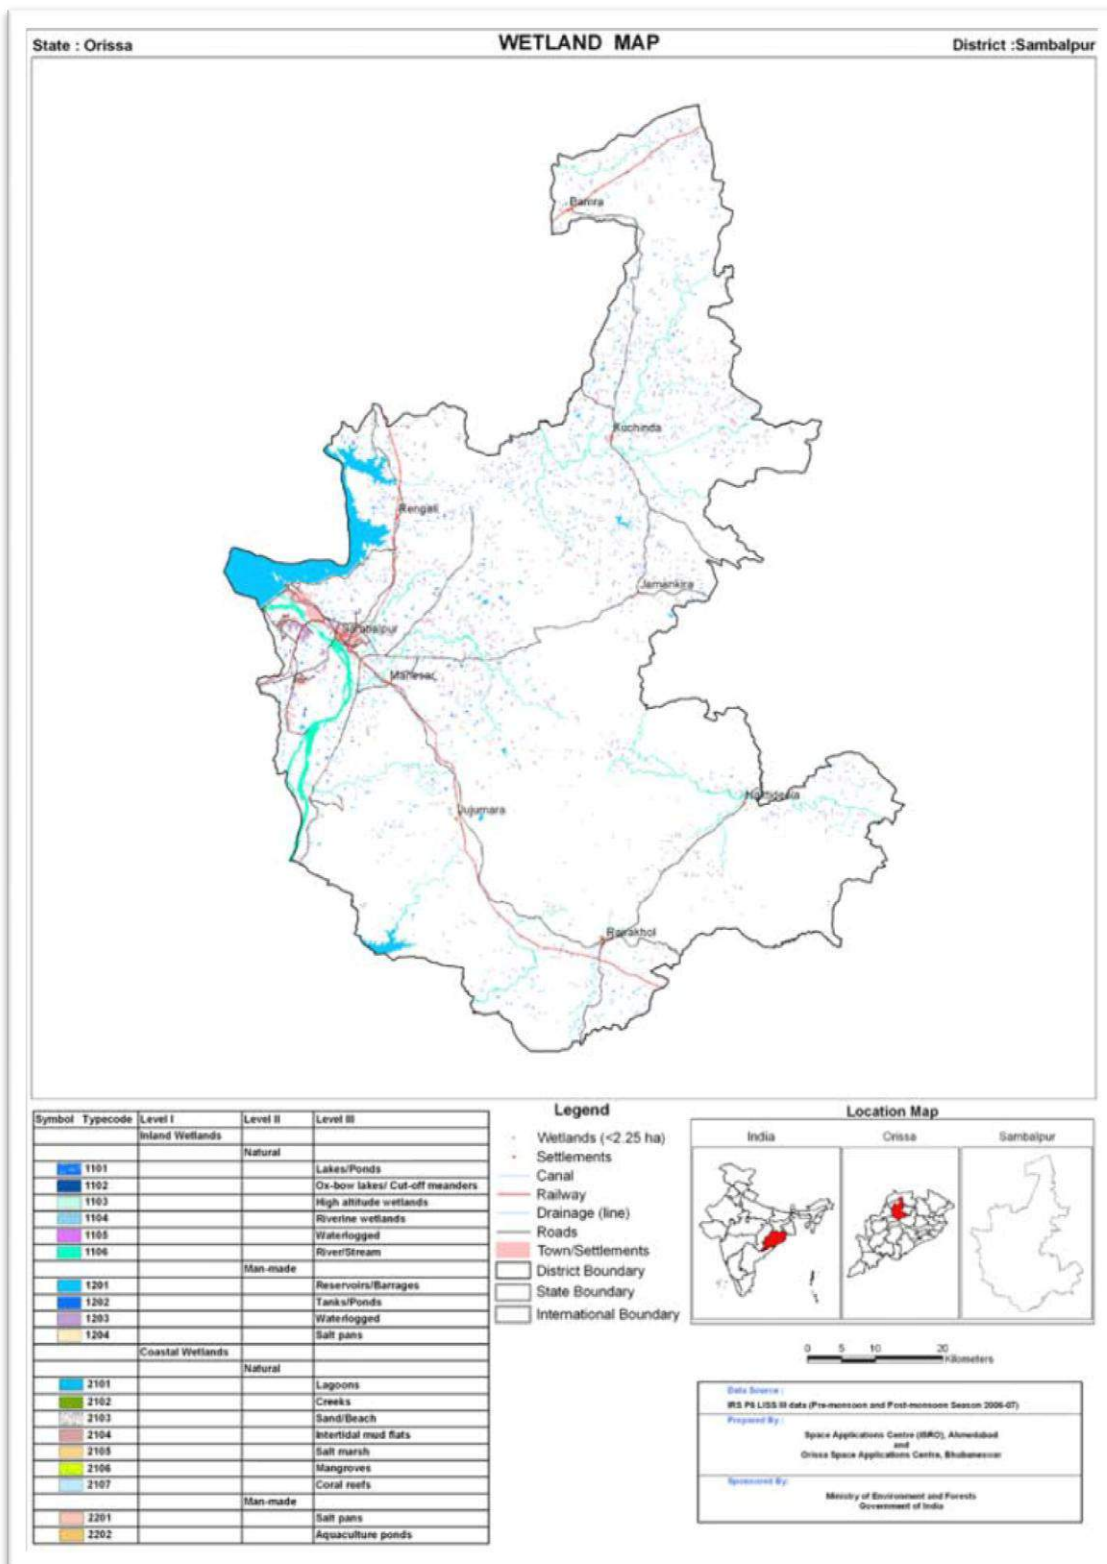 State : Orissa WETLAND MAP District :Sambalpur
Bamra
Kuchinda
Rengali
Jamankira
Sambalpur
Manesar
Naktideula
Jujumara
Rairakhol
Symbol Typecode Level I Level II Level III
Inland Wetlands
Natural
1101 Lakes/Ponds
1102 Ox-bow lakes/ Cut-off meanders
1103 High altitude wetlands
1104 Riverine wetlands
1105 Waterlogged
1106 River/Stream
Man-made
1201 Reservoirs/Barrages
1202 Tanks/Ponds
1203 Waterlogged
1204 Salt pans
Coastal Wetlands
Natural
2101 Lagoons
2102 Creeks
2103 Sand/Beach
2104 Intertidal mud flats
2105 Salt marsh
2106 Mangroves
2107 Coral reefs
Man-made
2201 Salt pans
2202 Aquaculture ponds
Legend
Wetlands (<2.25 ha)
Settlements
Canal
Railway
Drainage (line)
Roads
Town/Settlements
District Boundary
State Boundary
International Boundary
Location Map
India Orissa Sambalpur
0 5 10 20
Kilometers
Data Source :
IRS P6 LISS III data (Pre-monsoon and Post-monsoon Season 2006-07)
Prepared By :
Space Applications Centre (ISRO), Ahmedabad
and
Orissa Space Applications Centre, Bhubaneswar
Sponsored By:
Ministry of Environment and Forests
Government of India